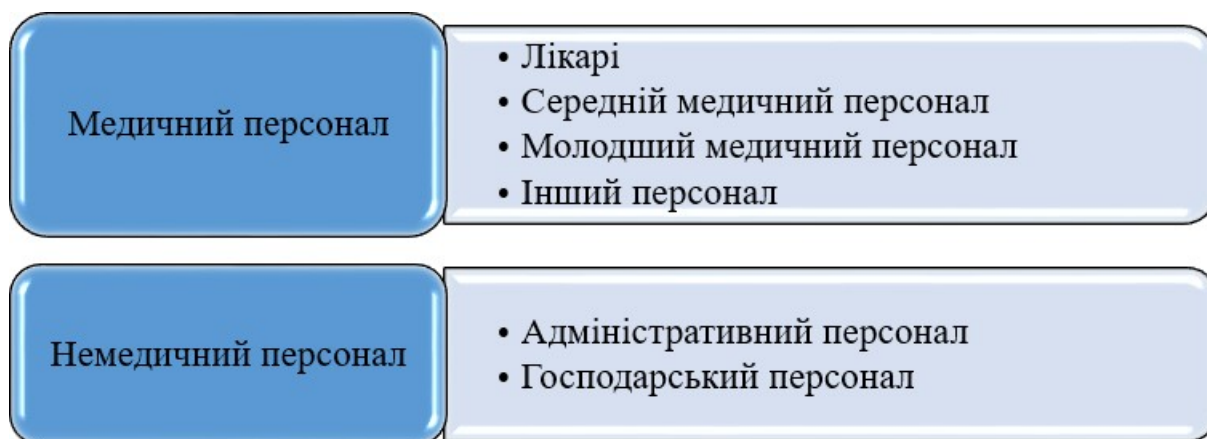 Медичний персонал
• Лікарі
• Середній медичний персонал
• Молодший медичний персонал
• Інший персонал
Немедичний персонал
• Адміністративний персонал
• Господарський персонал